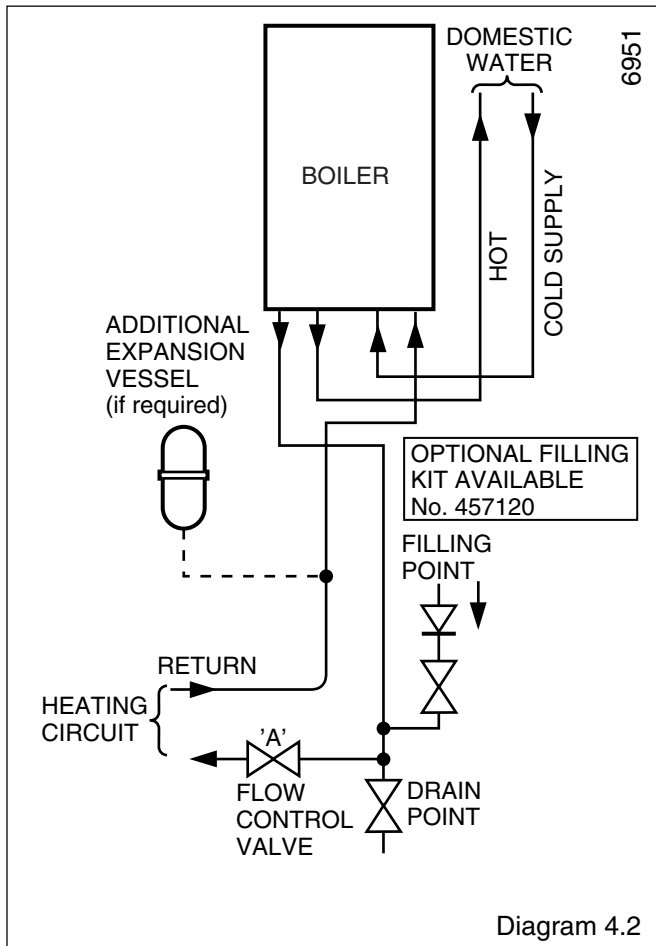 DOMESTIC
WATER
6951
BOILER
HOT
COLD SUPPLY
ADDITIONAL
EXPANSION
VESSEL
(if required)
OPTIONAL FILLING
KIT AVAILABLE
No. 457120
FILLING
POINT
RETURN
HEATING
CIRCUIT
'A'
FLOW
CONTROL
VALVE
DRAIN
POINT
Diagram 4.2